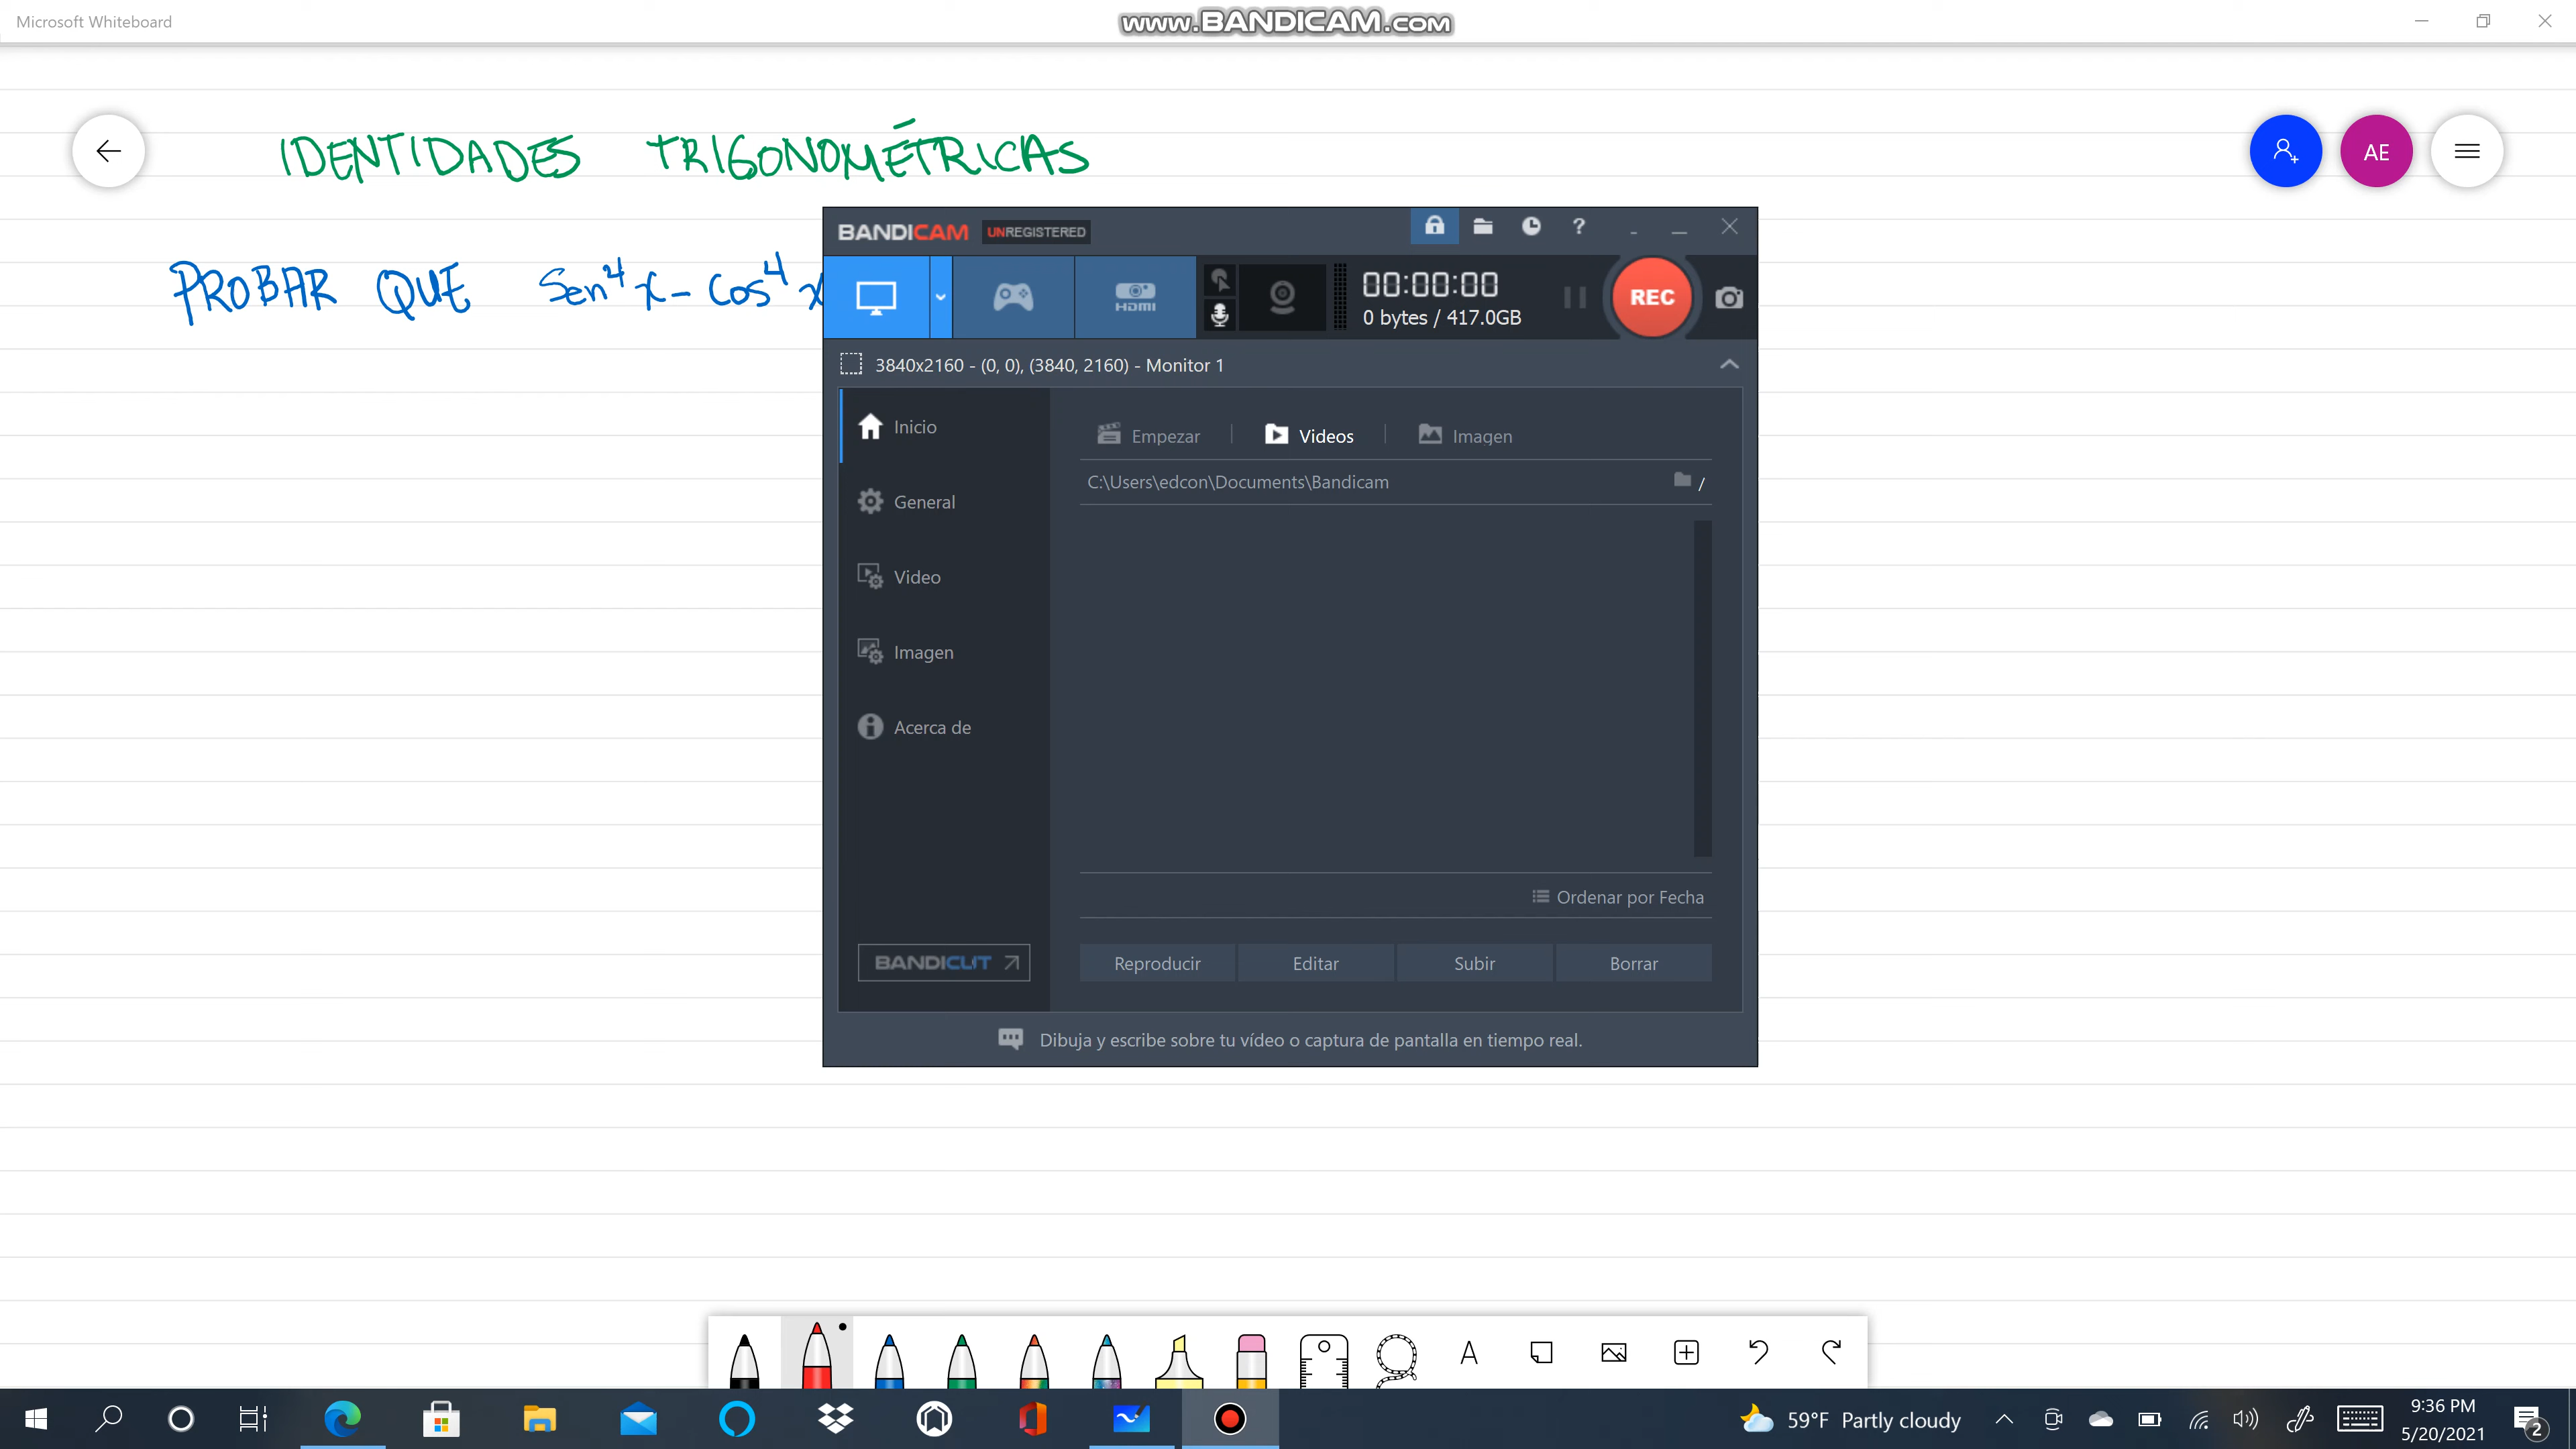 Microsoft Whiteboard
www.BANDICAM.com
IDENTIDADES TRIGONOMÉTRICAS
AE
PROBAR QUE Sen⁴x - Cos⁴x
BANDICAM UNREGISTERED
?
HDMI
00:00:00
0 bytes / 417.0GB
REC
3840x2160 - (0, 0), (3840, 2160) - Monitor 1
Inicio
General
Video
Imagen
Acerca de
BANDICUT
Empezar | Videos | Imagen
C:\Users\edcon\Documents\Bandicam
/
Ordenar por Fecha
Reproducir Editar Subir Borrar
Dibuja y escribe sobre tu vídeo o captura de pantalla en tiempo real.
A
59°F Partly cloudy
9:36 PM
5/20/2021
2